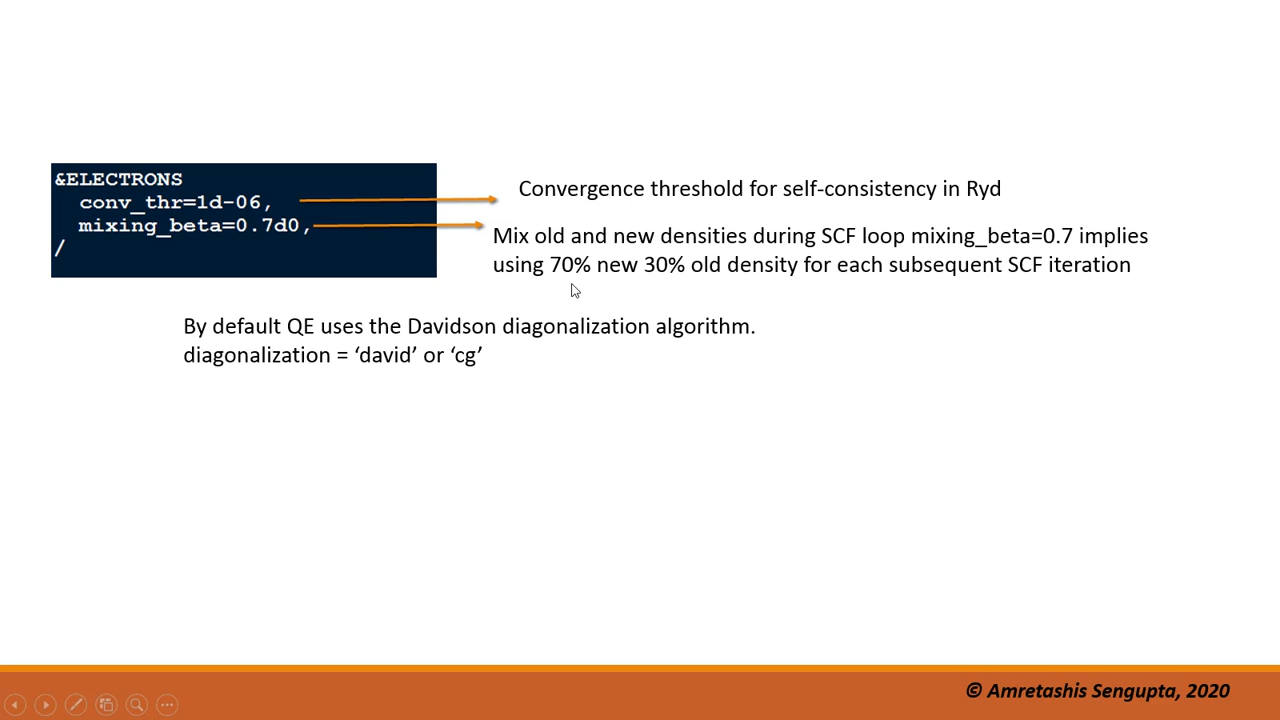 &ELECTRONS
conv_thr=1d-06,
mixing_beta=0.7d0,
/
Convergence threshold for self-consistency in Ryd
Mix old and new densities during SCF loop mixing_beta=0.7 implies
using 70% new 30% old density for each subsequent SCF iteration
By default QE uses the Davidson diagonalization algorithm.
diagonalization = ‘david’ or ‘cg’
© Amretashis Sengupta, 2020